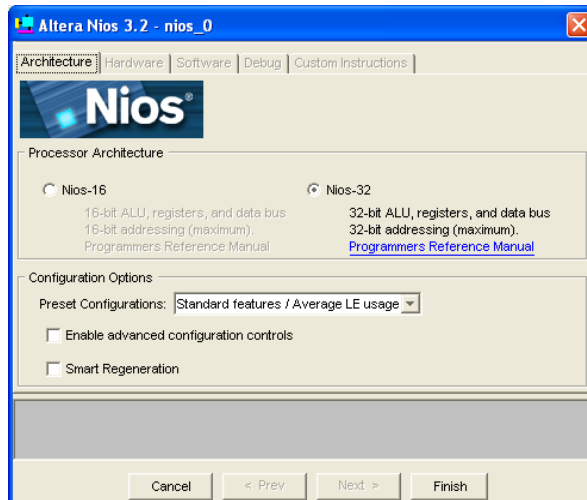 Altera Nios 3.2 - nios_0
Architecture Hardware Software Debug Custom Instructions
Nios®
Processor Architecture
Nios-16 Nios-32
16-bit ALU, registers, and data bus 32-bit ALU, registers, and data bus
16-bit addressing (maximum). 32-bit addressing (maximum).
Programmers Reference Manual Programmers Reference Manual
Configuration Options
Preset Configurations: Standard features / Average LE usage
Enable advanced configuration controls
Smart Regeneration
Cancel < Prev Next > Finish